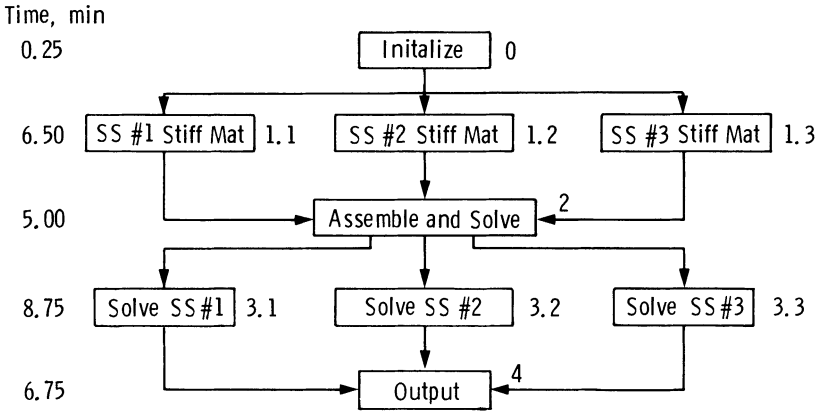 Time, min
0.25 Initalize 0
6.50 SS #1 Stiff Mat 1.1 SS #2 Stiff Mat 1.2 SS #3 Stiff Mat 1.3
5.00 Assemble and Solve 2
8.75 Solve SS #1 3.1 Solve SS #2 3.2 Solve SS #3 3.3
6.75 Output 4